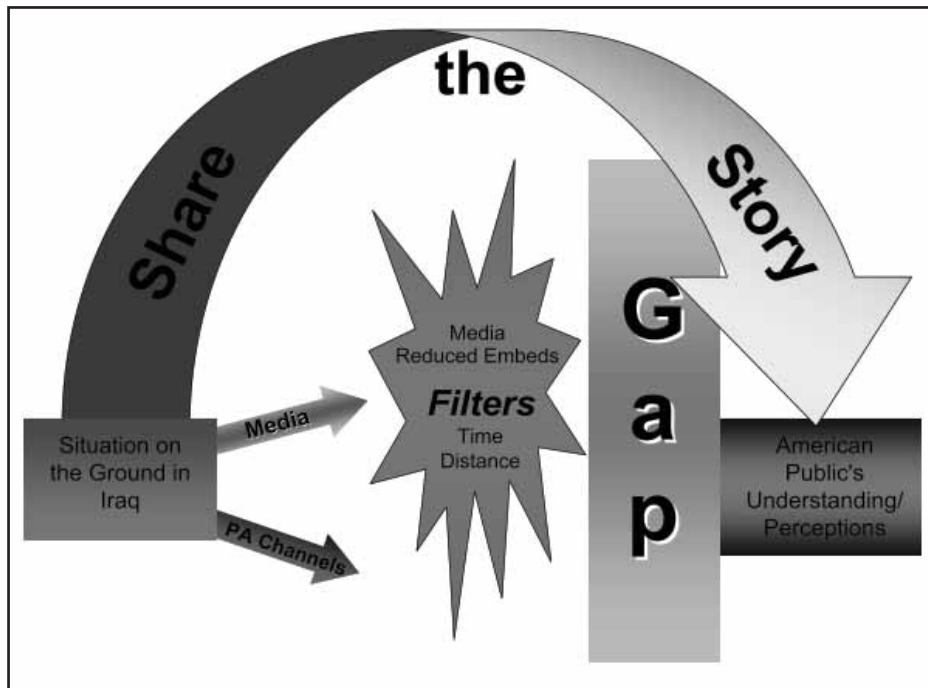 Share the Story
Situation on
the Ground in
Iraq
Media
PA Channels
Media
Reduced Embeds
Filters
Time
Distance
Gap
American
Public's
Understanding/
Perceptions